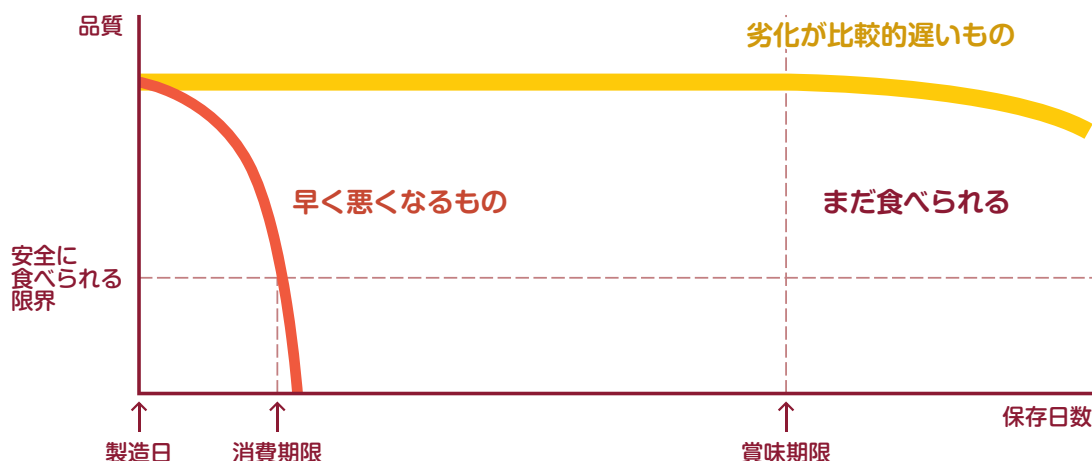 品質
劣化が比較的遅いもの
早く悪くなるもの
まだ食べられる
安全に
食べられる
限界
保存日数
製造日
消費期限
賞味期限